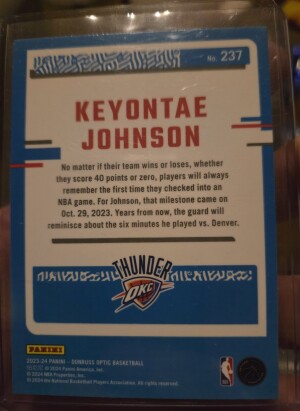 No. 237
KEYONTAE
JOHNSON
No matter if their team wins or loses, whether
they score 40 points or zero, players will always
remember the first time they checked into an
NBA game. For Johnson, that milestone came on
Oct. 29, 2023. Years from now, the guard will
reminisce about the six minutes he played vs. Denver.
THUNDER
OKC
PANINI
2023-24 PANINI - DONRUSS OPTIC BASKETBALL
© 2024 Panini America, Inc.
© 2024 NBA Properties, Inc.
© 2024 the National Basketball Players Association. All rights reserved.
NBA